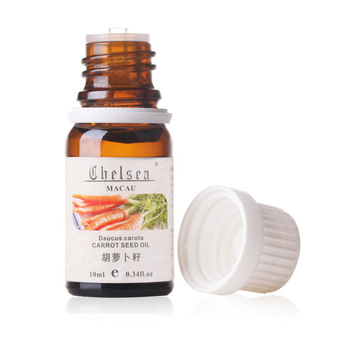 Chelsea®
MACAU
Daucus carota
CARROT SEED OIL
胡萝卜籽
10ml e 0.34fl.oz